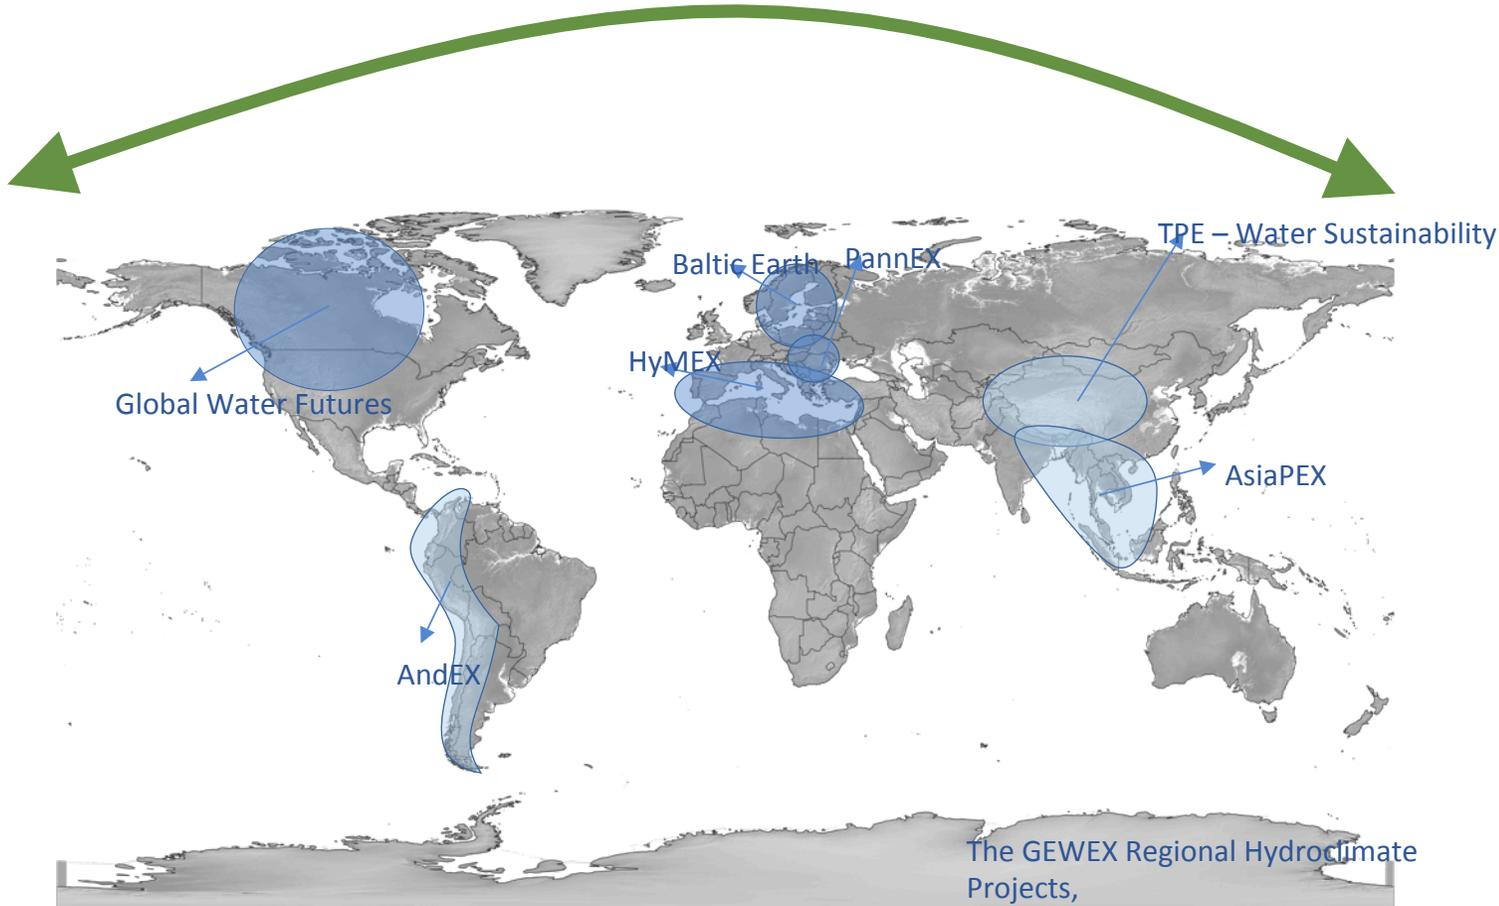 TPE – Water Sustainability
Baltic Earth
PannEX
HyMEX
Global Water Futures
AsiaPEX
AndEX
The GEWEX Regional Hydroclimate
Projects,